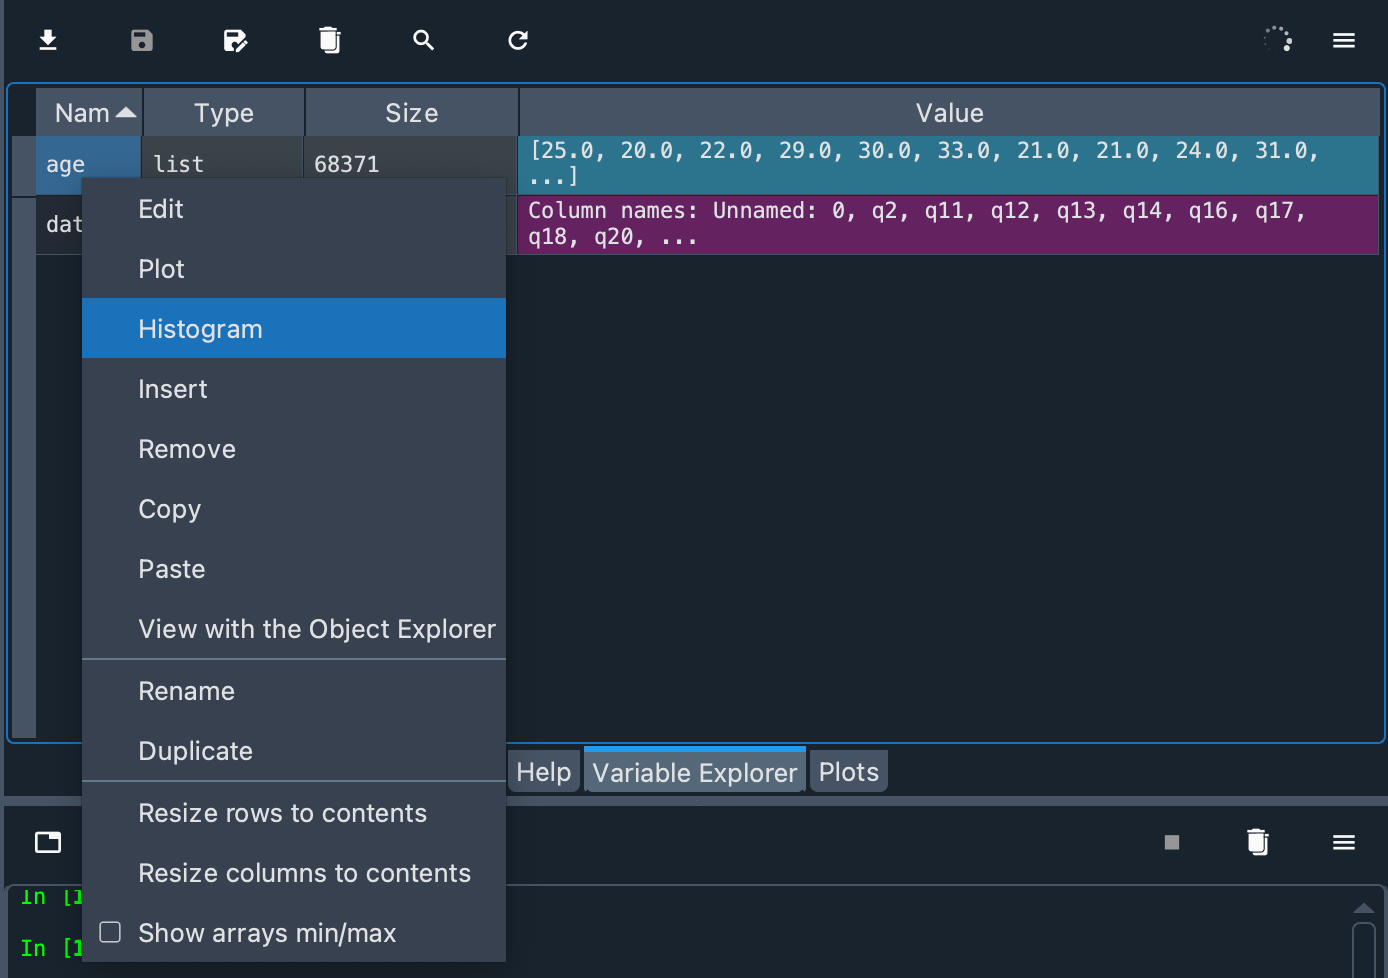 Nam Type Size Value
age list 68371 [25.0, 20.0, 22.0, 29.0, 30.0, 33.0, 21.0, 21.0, 24.0, 31.0,
...]
dat Column names: Unnamed: 0, q2, q11, q12, q13, q14, q16, q17,
q18, q20, ...
Edit
Plot
Histogram
Insert
Remove
Copy
Paste
View with the Object Explorer
Rename
Duplicate
Resize rows to contents
Resize columns to contents
Show arrays min/max
Help Variable Explorer Plots
In [1
In [1